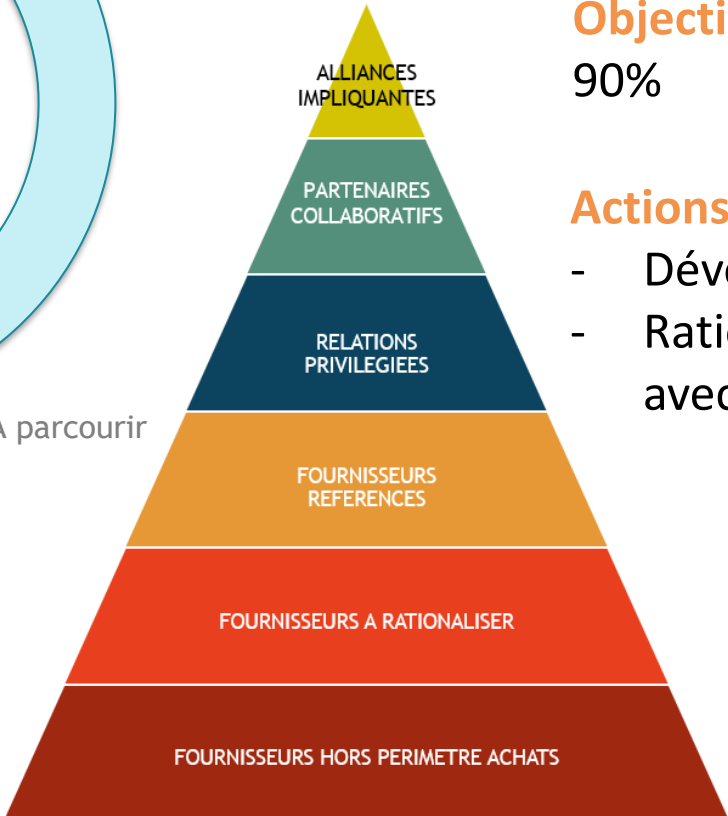 ALLIANCES
IMPLIQUANTES
PARTENAIRES
COLLABORATIFS
RELATIONS
PRIVILEGIEES
FOURNISSEURS
REFERENCES
FOURNISSEURS A RATIONALISER
FOURNISSEURS HORS PERIMETRE ACHATS
A parcourir
Objecti
90%
Actions
- Déve
- Ratio
avec